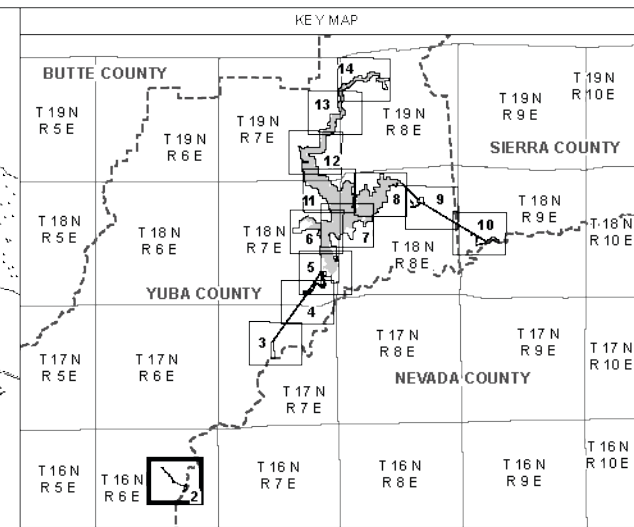 KEY MAP
14
BUTTE COUNTY
T 19 N
R 10 E
T 19 N
R 5 E
T 19 N
R 6 E
T 19 N
R 7 E
13
T 19 N
R 8 E
T 19 N
R 9 E
SIERRA COUNTY
12
11
8
9
T 18 N
R 9 E
T 18 N
R 5 E
T 18 N
R 6 E
T 18 N
R 7 E
6
7
10
T 18 N
R 10 E
T 18 N
R 8 E
5
YUBA COUNTY
4
3
T 17 N
R 5 E
T 17 N
R 6 E
T 17 N
R 8 E
T 17 N
R 9 E
T 17 N
R 10 E
NEVADA COUNTY
T 17 N
R 7 E
T 16 N
R 5 E
T 16 N
R 6 E
2
T 16 N
R 7 E
T 16 N
R 8 E
T 16 N
R 9 E
T 16 N
R 10 E